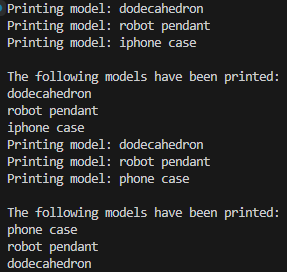 Printing model: dodecahedron
Printing model: robot pendant
Printing model: iphone case

The following models have been printed:
dodecahedron
robot pendant
iphone case
Printing model: dodecahedron
Printing model: robot pendant
Printing model: phone case

The following models have been printed:
phone case
robot pendant
dodecahedron